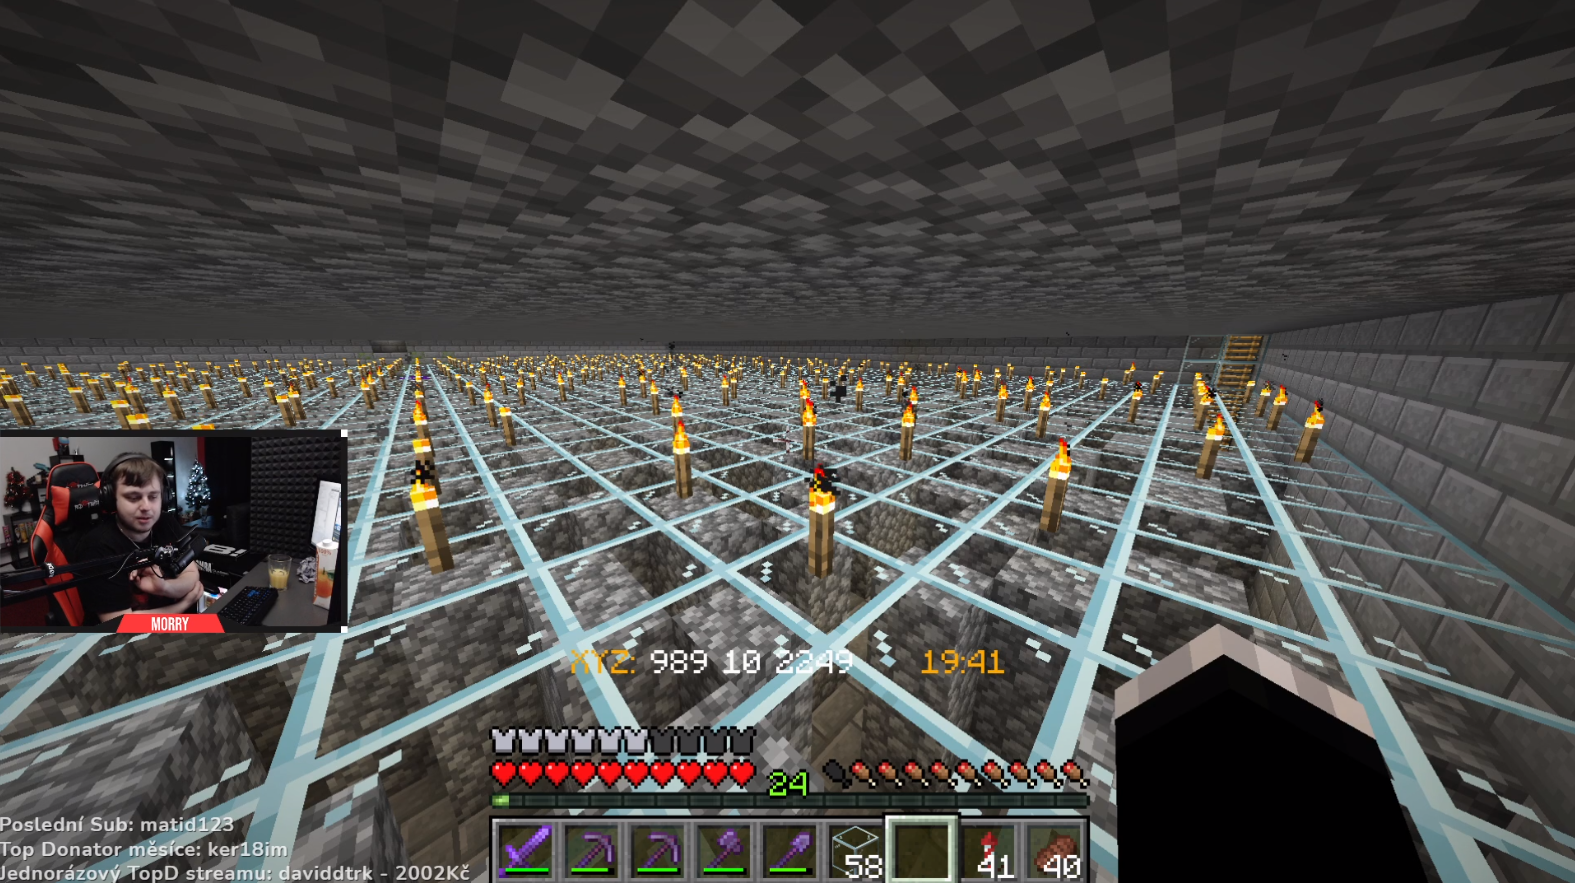 MORRY
XYZ: 989 10 2249 19:41
24
58
41
40
Poslední Sub: matid123
Top Donator měsíce: ker18im
Jednorázový TopD streamu: daviddtrk - 2002Kč